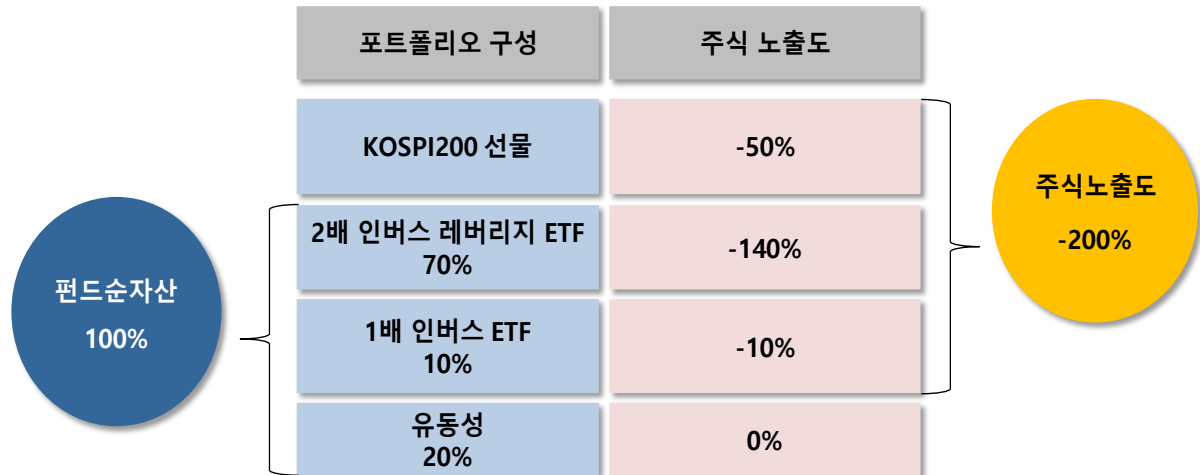 포트폴리오 구성
주식 노출도
KOSPI200 선물
-50%
2배 인버스 레버리지 ETF
70%
-140%
1배 인버스 ETF
10%
-10%
유동성
20%
0%
펀드순자산
100%
주식노출도
-200%